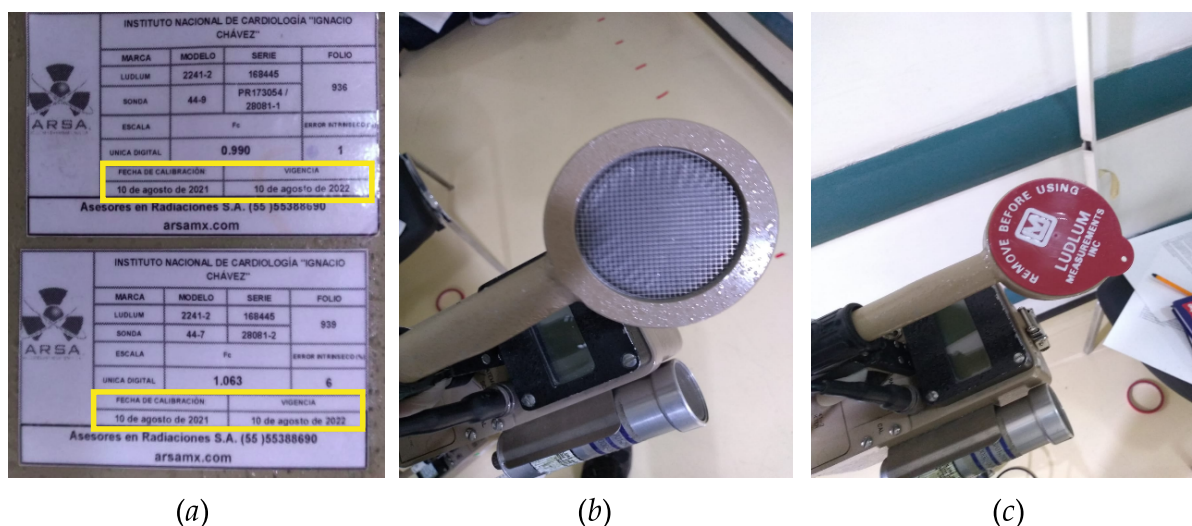 INSTITUTO NACIONAL DE CARDIOLOGÍA "IGNACIO
CHÁVEZ"
MARCA MODELO SERIE FOLIO
LUDLUM 2241-2 168445
936
SONDA 44-9 PR173054 /
28081-1
ARSA
ESCALA Fc ERROR INTRINSECO
UNICA DIGITAL 0.990 1
FECHA DE CALIBRACIÓN: VIGENCIA
10 de agosto de 2021 10 de agosto de 2022
Asesores en Radiaciones S.A. (55 )55388690
arsamx.com
INSTITUTO NACIONAL DE CARDIOLOGÍA "IGNACIO
CHÁVEZ"
MARCA MODELO SERIE FOLIO
LUDLUM 2241-2 168445
939
SONDA 44-7 28081-2
ARSA
ESCALA Fc ERROR INTRINSECO (%)
UNICA DIGITAL 1.063 6
FECHA DE CALIBRACIÓN: VIGENCIA
10 de agosto de 2021 10 de agosto de 2022
Asesores en Radiaciones S.A. (55 )55388690
arsamx.com
REMOVE BEFORE USING
M
LUDLUM
MEASUREMENTS
INC
(a) (b) (c)